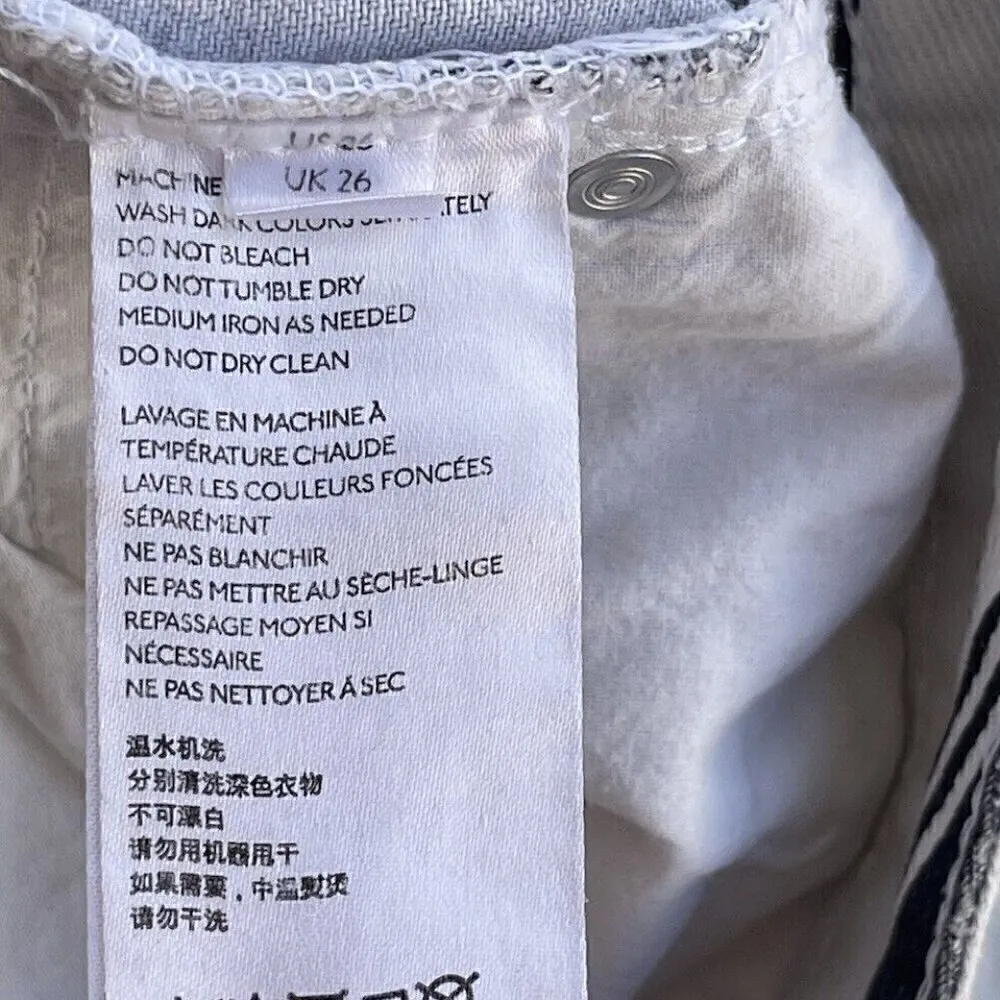 US 26
UK 26
MACHINE
WASH DARK COLORS SEPARATELY
DO NOT BLEACH
DO NOT TUMBLE DRY
MEDIUM IRON AS NEEDED
DO NOT DRY CLEAN
LAVAGE EN MACHINE À
TEMPÉRATURE CHAUDE
LAVER LES COULEURS FONCÉES
SÉPARÉMENT
NE PAS BLANCHIR
NE PAS METTRE AU SÈCHE-LINGE
REPASSAGE MOYEN SI
NÉCESSAIRE
NE PAS NETTOYER Á SEC
温水机洗
分别清洗深色衣物
不可漂白
请勿用机器甩干
如果需要，中温熨烫
请勿干洗